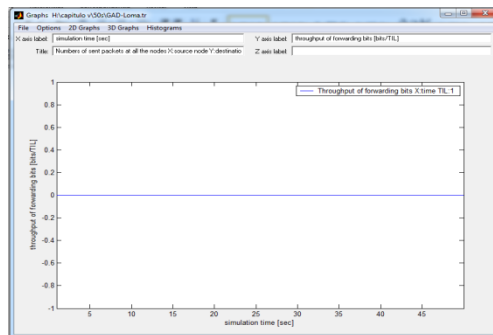 Graphs H:\capitulo v\50s\GAD-Loma.tr
File Options 2D Graphs 3D Graphs Histograms
X axis label: simulation time [sec] Y axis label: throughput of forwarding bits [bits/TIL]
Title: Numbers of sent packets at all the nodes X:source node Y:destinatio Z axis label:
Throughput of forwarding bits X:time TIL:1
throughput of forwarding bits [bits/TIL]
1
0.8
0.6
0.4
0.2
0
-0.2
-0.4
-0.6
-0.8
-1
5 10 15 20 25 30 35 40 45
simulation time [sec]